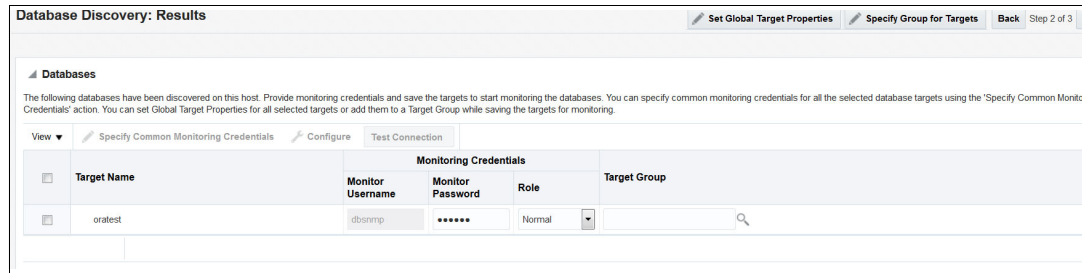 Database Discovery: Results
Set Global Target Properties
Specify Group for Targets
Back
Step 2 of 3
Databases
The following databases have been discovered on this host. Provide monitoring credentials and save the targets to start monitoring the databases. You can specify common monitoring credentials for all the selected database targets using the 'Specify Common Monito
Credentials' action. You can set Global Target Properties for all selected targets or add them to a Target Group while saving the targets for monitoring.
View
Specify Common Monitoring Credentials
Configure
Test Connection
Target Name
Monitoring Credentials
Monitor Username
Monitor Password
Role
Target Group
oratest
dbsnmp
••••••
Normal